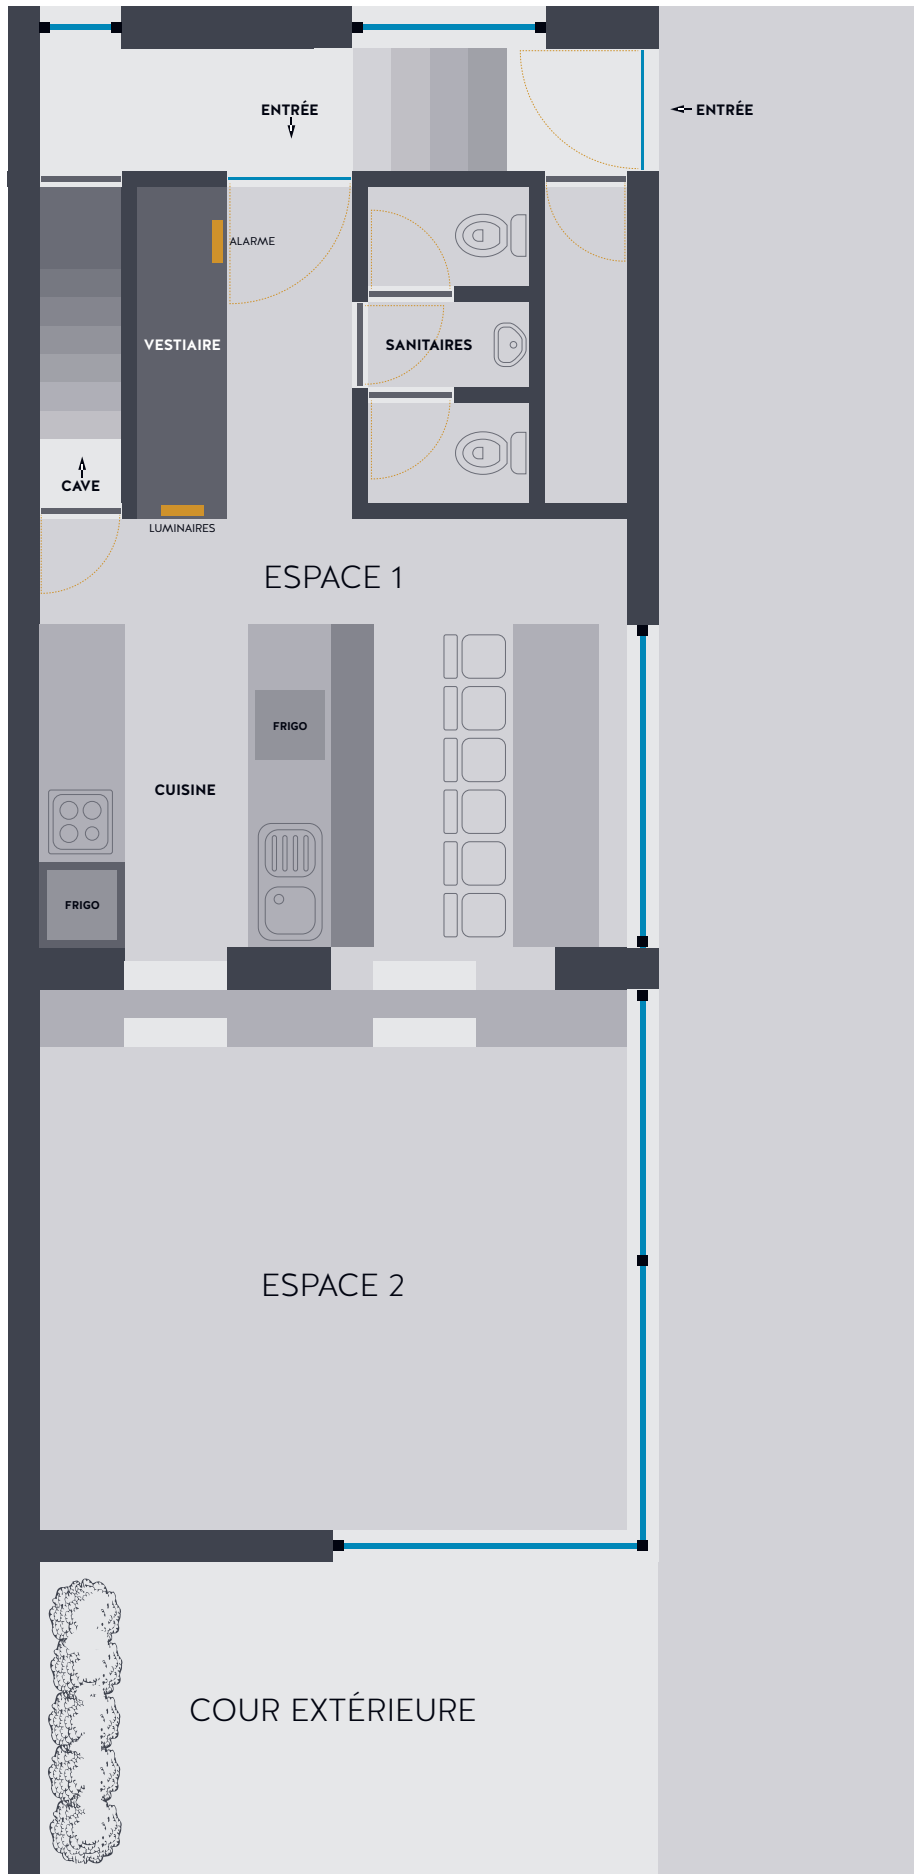 ENTRÉE
ENTRÉE
ALARME
VESTIAIRE
SANITAIRES
CAVE
LUMINAIRES
ESPACE 1
FRIGO
CUISINE
FRIGO
ESPACE 2
COUR EXTÉRIEURE